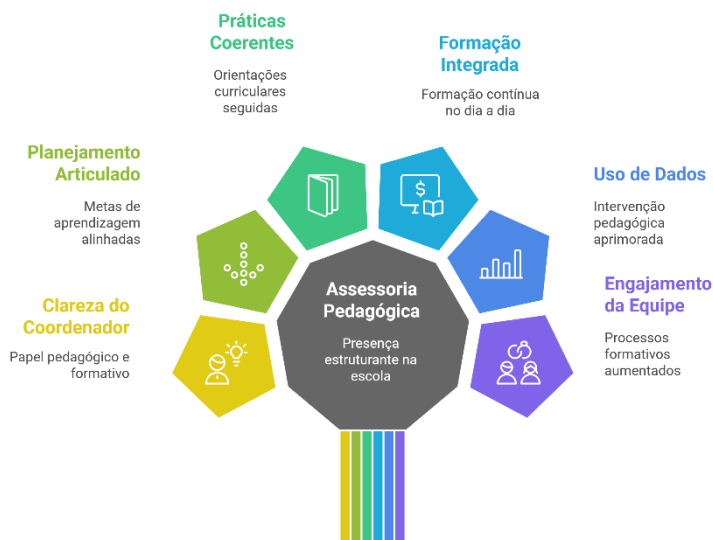 Práticas
Coerentes
Orientações
curriculares
seguidas
Formação
Integrada
Formação contínua
no dia a dia
Planejamento
Articulado
Metas de
aprendizagem
alinhadas
Uso de Dados
Intervenção
pedagógica
aprimorada
Clareza do
Coordenador
Papel pedagógico e
formativo
Assessoria
Pedagógica
Presença
estruturante na
escola
Engajamento
da Equipe
Processos
formativos
aumentados
$